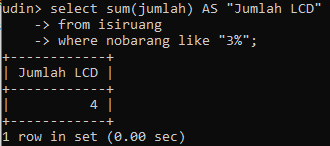 udin> select sum(jumlah) AS "Jumlah LCD"
-> from isiruang
-> where nobarang like "3%";
+------------+
| Jumlah LCD |
+------------+
| 4 |
+------------+
1 row in set (0.00 sec)